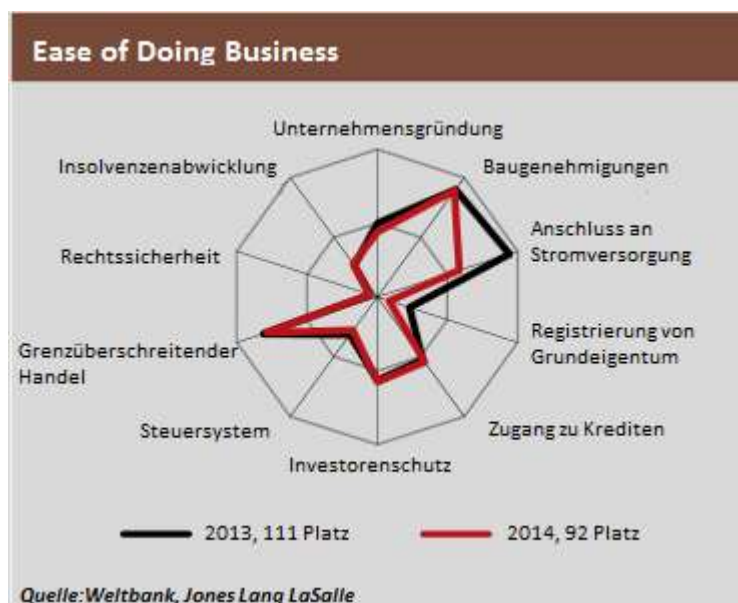 Ease of Doing Business
Unternehmensgründung
Insolvenzenabwicklung
Baugenehmigungen
Rechtssicherheit
Anschluss an
Stromversorgung
Grenzüberschreitender
Handel
Registrierung von
Grundeigentum
Steuersystem
Zugang zu Krediten
Investorenschutz
2013, 111 Platz
2014, 92 Platz
Quelle:Weltbank, Jones Lang LaSalle